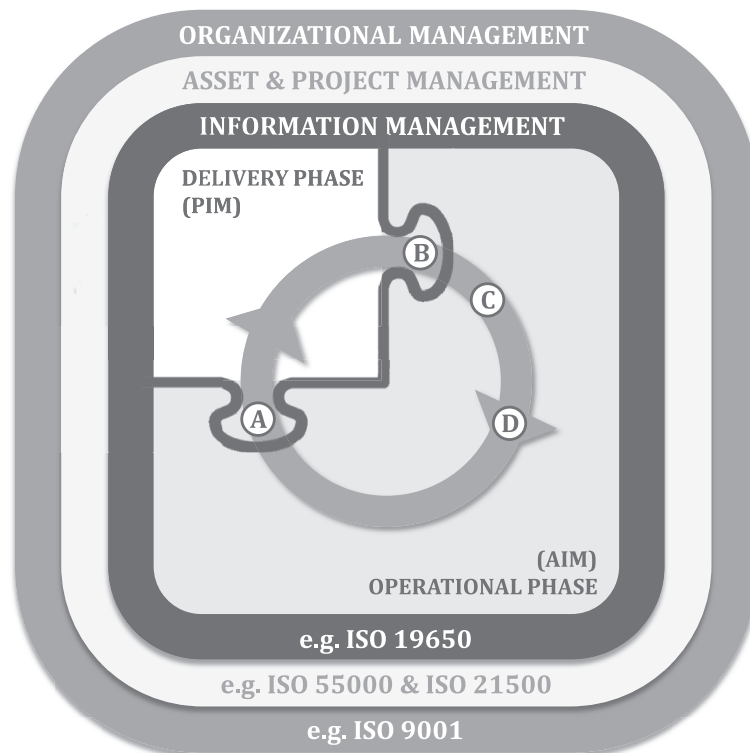 ORGANIZATIONAL MANAGEMENT
ASSET & PROJECT MANAGEMENT
INFORMATION MANAGEMENT
DELIVERY PHASE
(PIM)
B
C
A
D
(AIM)
OPERATIONAL PHASE
e.g. ISO 19650
e.g. ISO 55000 & ISO 21500
e.g. ISO 9001